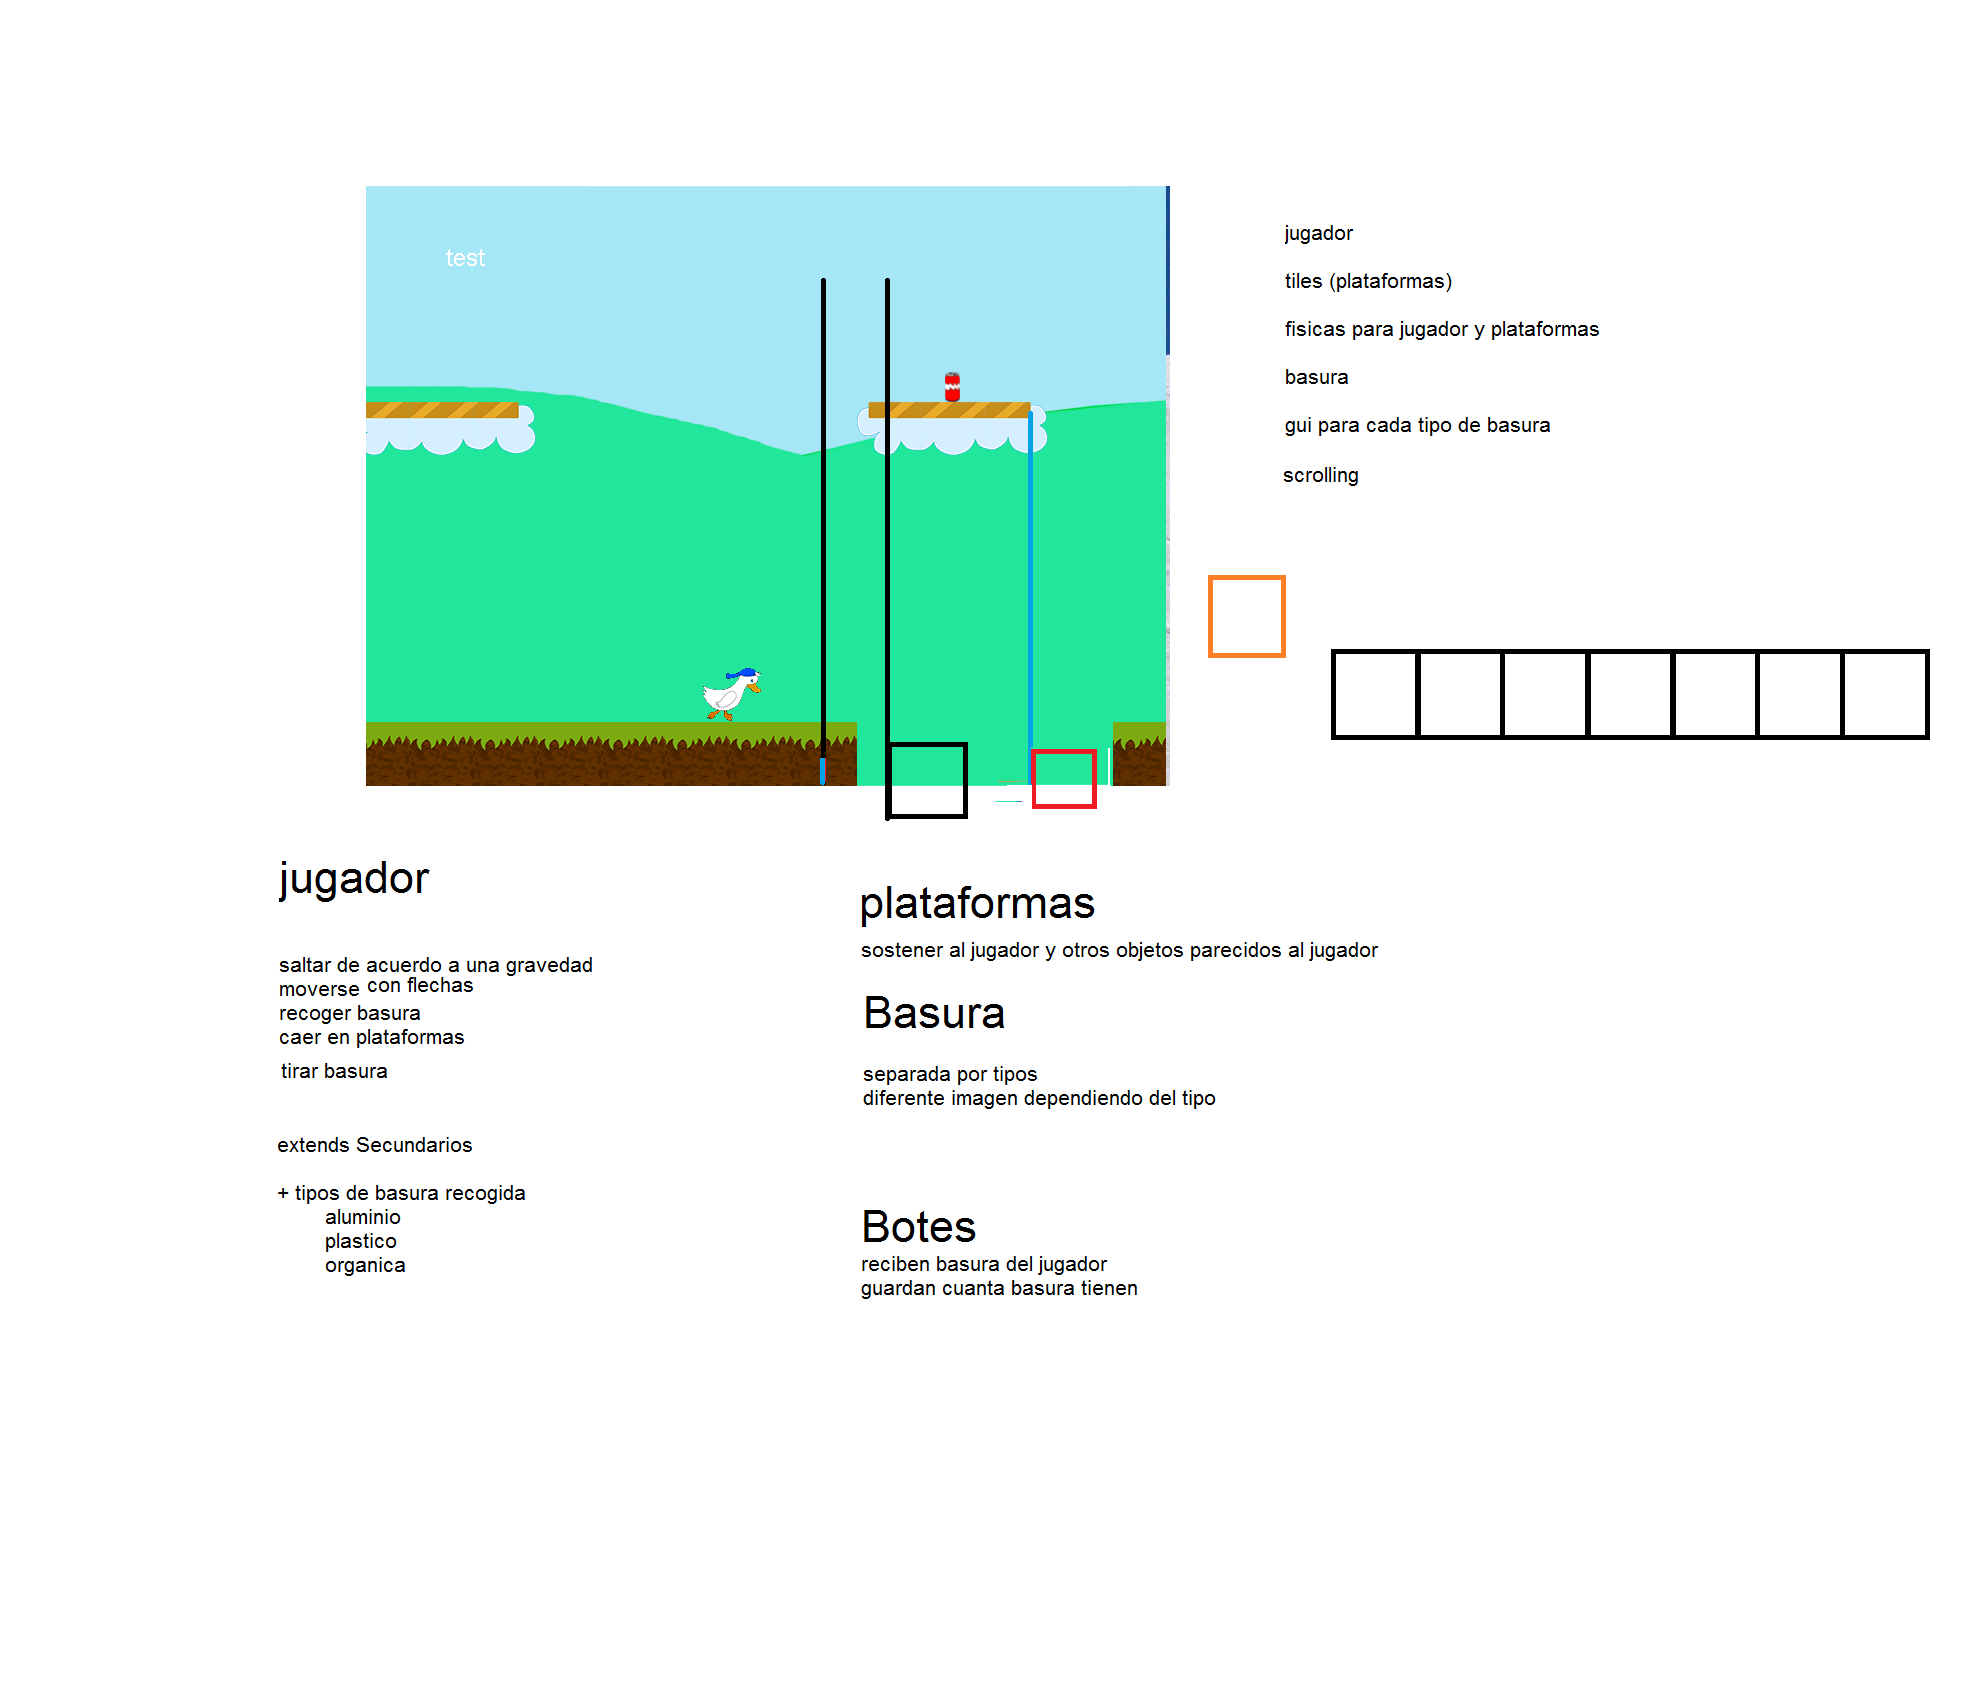 test
jugador
tiles (plataformas)
fisicas para jugador y plataformas
basura
gui para cada tipo de basura
scrolling
jugador
saltar de acuerdo a una gravedad
moverse con flechas
recoger basura
caer en plataformas
tirar basura
extends Secundarios
+ tipos de basura recogida
aluminio
plastico
organica
plataformas
sostener al jugador y otros objetos parecidos al jugador
Basura
separada por tipos
diferente imagen dependiendo del tipo
Botes
reciben basura del jugador
guardan cuanta basura tienen